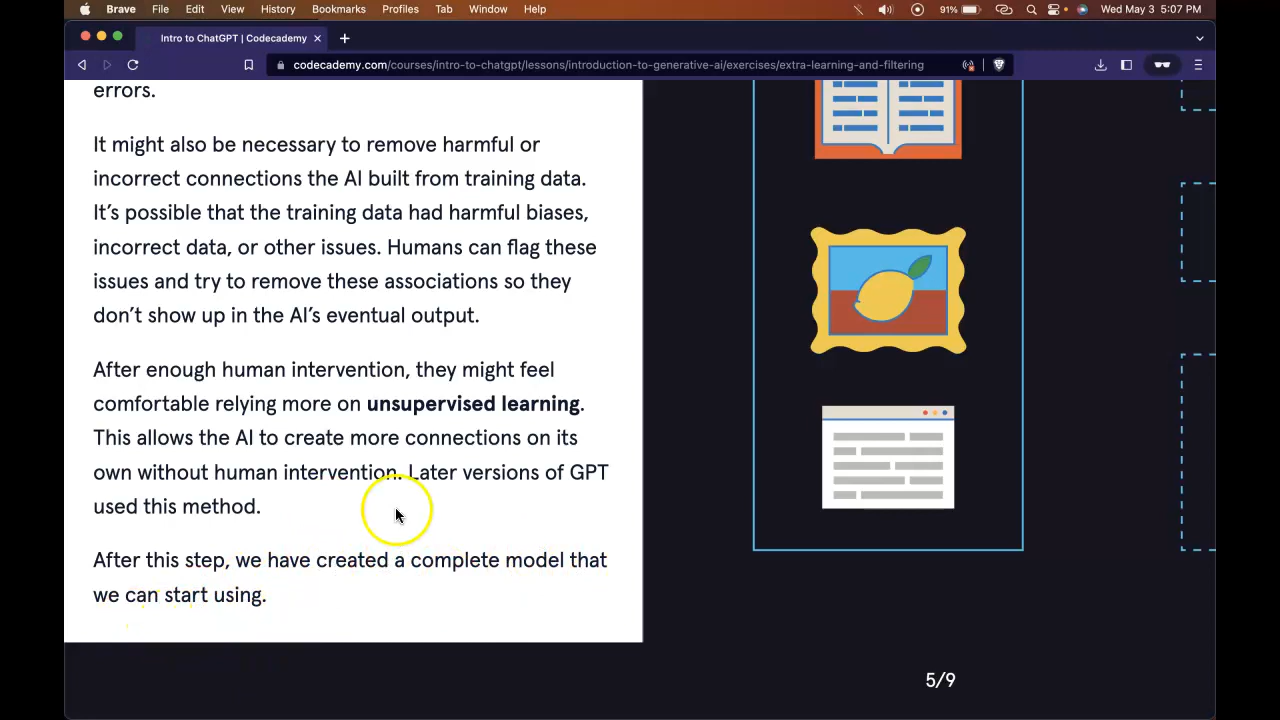 Brave File Edit View History Bookmarks Profiles Tab Window Help 91% Wed May 3 5:07 PM
Intro to ChatGPT | Codecademy
codecademy.com/courses/intro-to-chatgpt/lessons/introduction-to-generative-ai/exercises/extra-learning-and-filtering
errors.
It might also be necessary to remove harmful or
incorrect connections the AI built from training data.
It’s possible that the training data had harmful biases,
incorrect data, or other issues. Humans can flag these
issues and try to remove these associations so they
don’t show up in the AI’s eventual output.
After enough human intervention, they might feel
comfortable relying more on unsupervised learning.
This allows the AI to create more connections on its
own without human intervention. Later versions of GPT
used this method.
After this step, we have created a complete model that
we can start using.
5/9